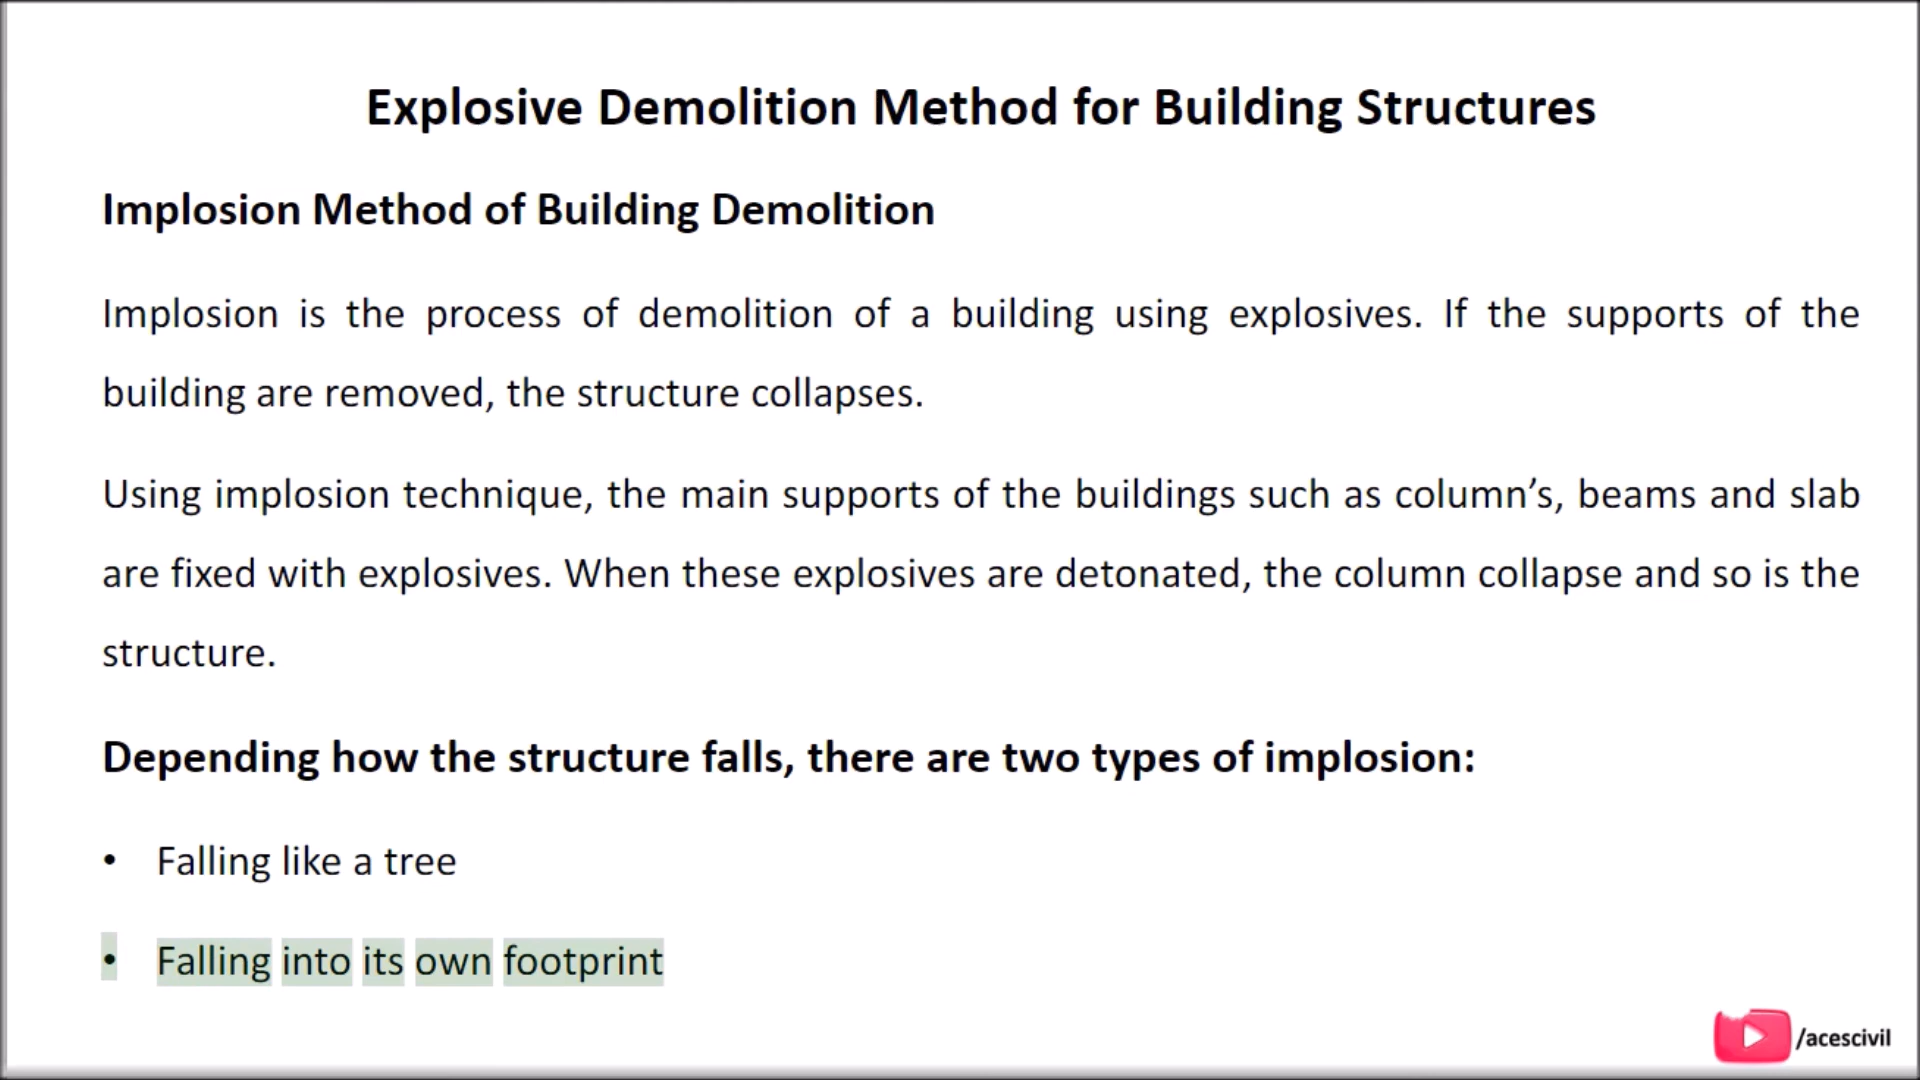 Explosive Demolition Method for Building Structures
Implosion Method of Building Demolition
Implosion is the process of demolition of a building using explosives. If the supports of the
building are removed, the structure collapses.
Using implosion technique, the main supports of the buildings such as column’s, beams and slab
are fixed with explosives. When these explosives are detonated, the column collapse and so is the
structure.
Depending how the structure falls, there are two types of implosion:
• Falling like a tree
• Falling into its own footprint
/acescivil